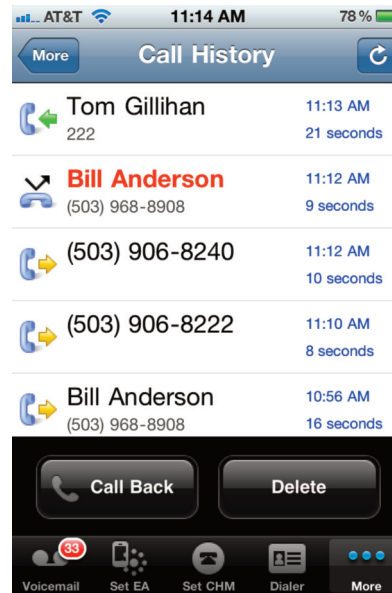 AT&T 11:14 AM 78%
More Call History
Tom Gillihan 11:13 AM
222 21 seconds
Bill Anderson 11:12 AM
(503) 968-8908 9 seconds
(503) 906-8240 11:12 AM
10 seconds
(503) 906-8222 11:10 AM
8 seconds
Bill Anderson 10:56 AM
(503) 968-8908 16 seconds
Call Back Delete
33
Voicemail Set EA Set CHM Dialer More